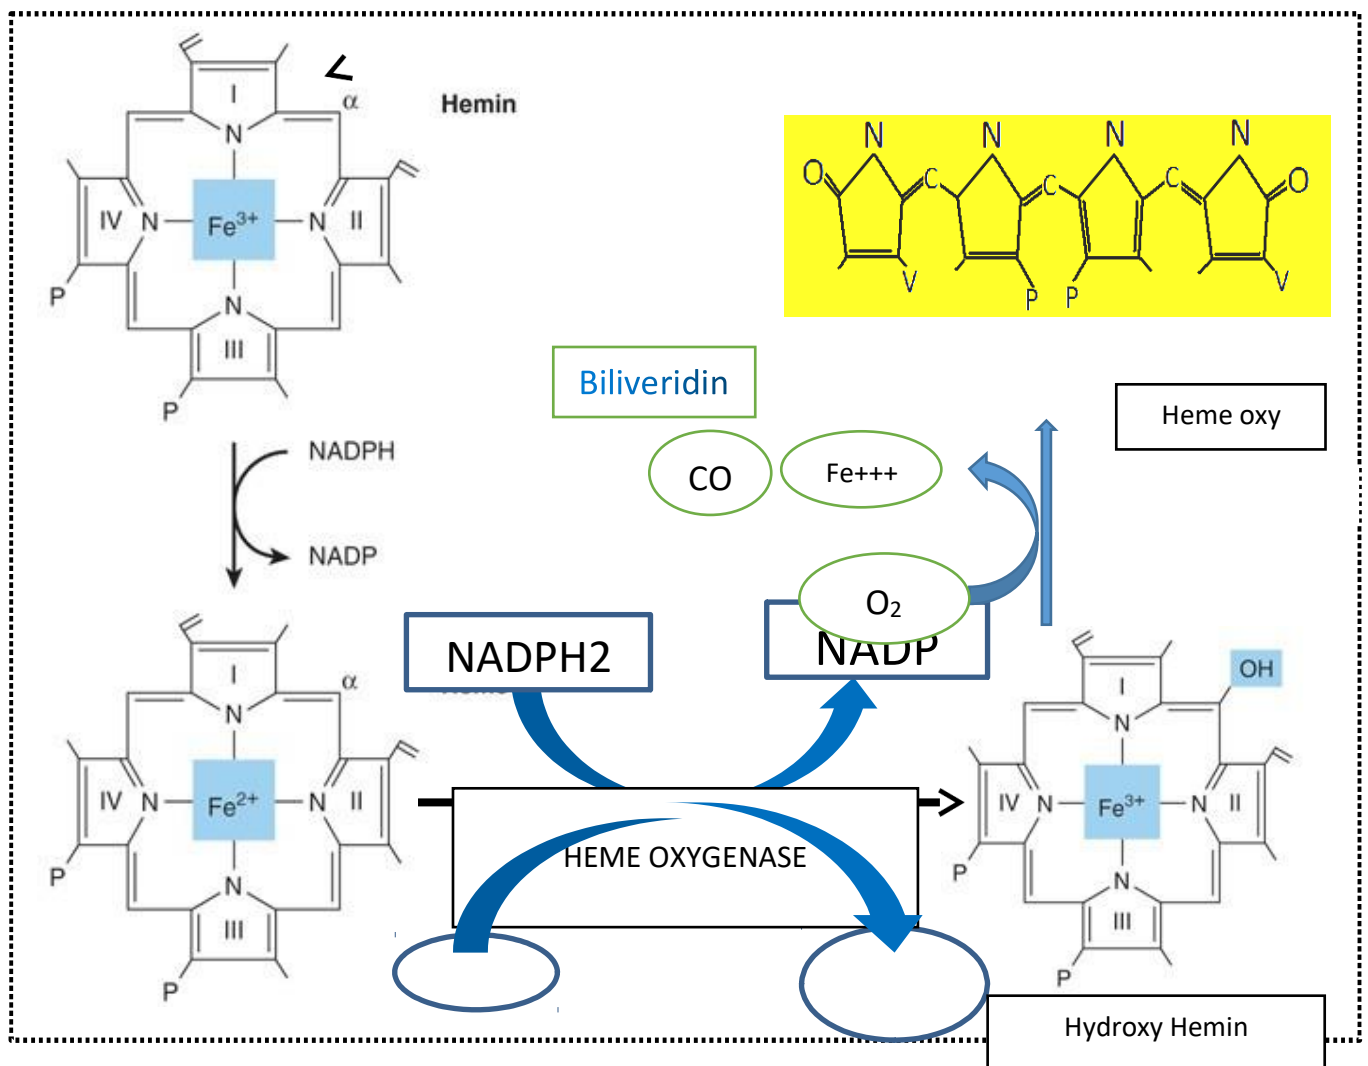 I
α
Hemin
IV
N
Fe3+
N
N
II
N
III
P
P
N
N
N
N
O
C
C
C
O
V
P
P
V
Biliveridin
Heme oxy
CO
Fe+++
NADPH
NADP
O2
NADPH2
NADP
I
α
N
IV
N
Fe2+
N
II
N
III
P
P
HEME OXYGENASE
I
OH
N
IV
N
Fe3+
N
II
N
III
P
P
Hydroxy Hemin